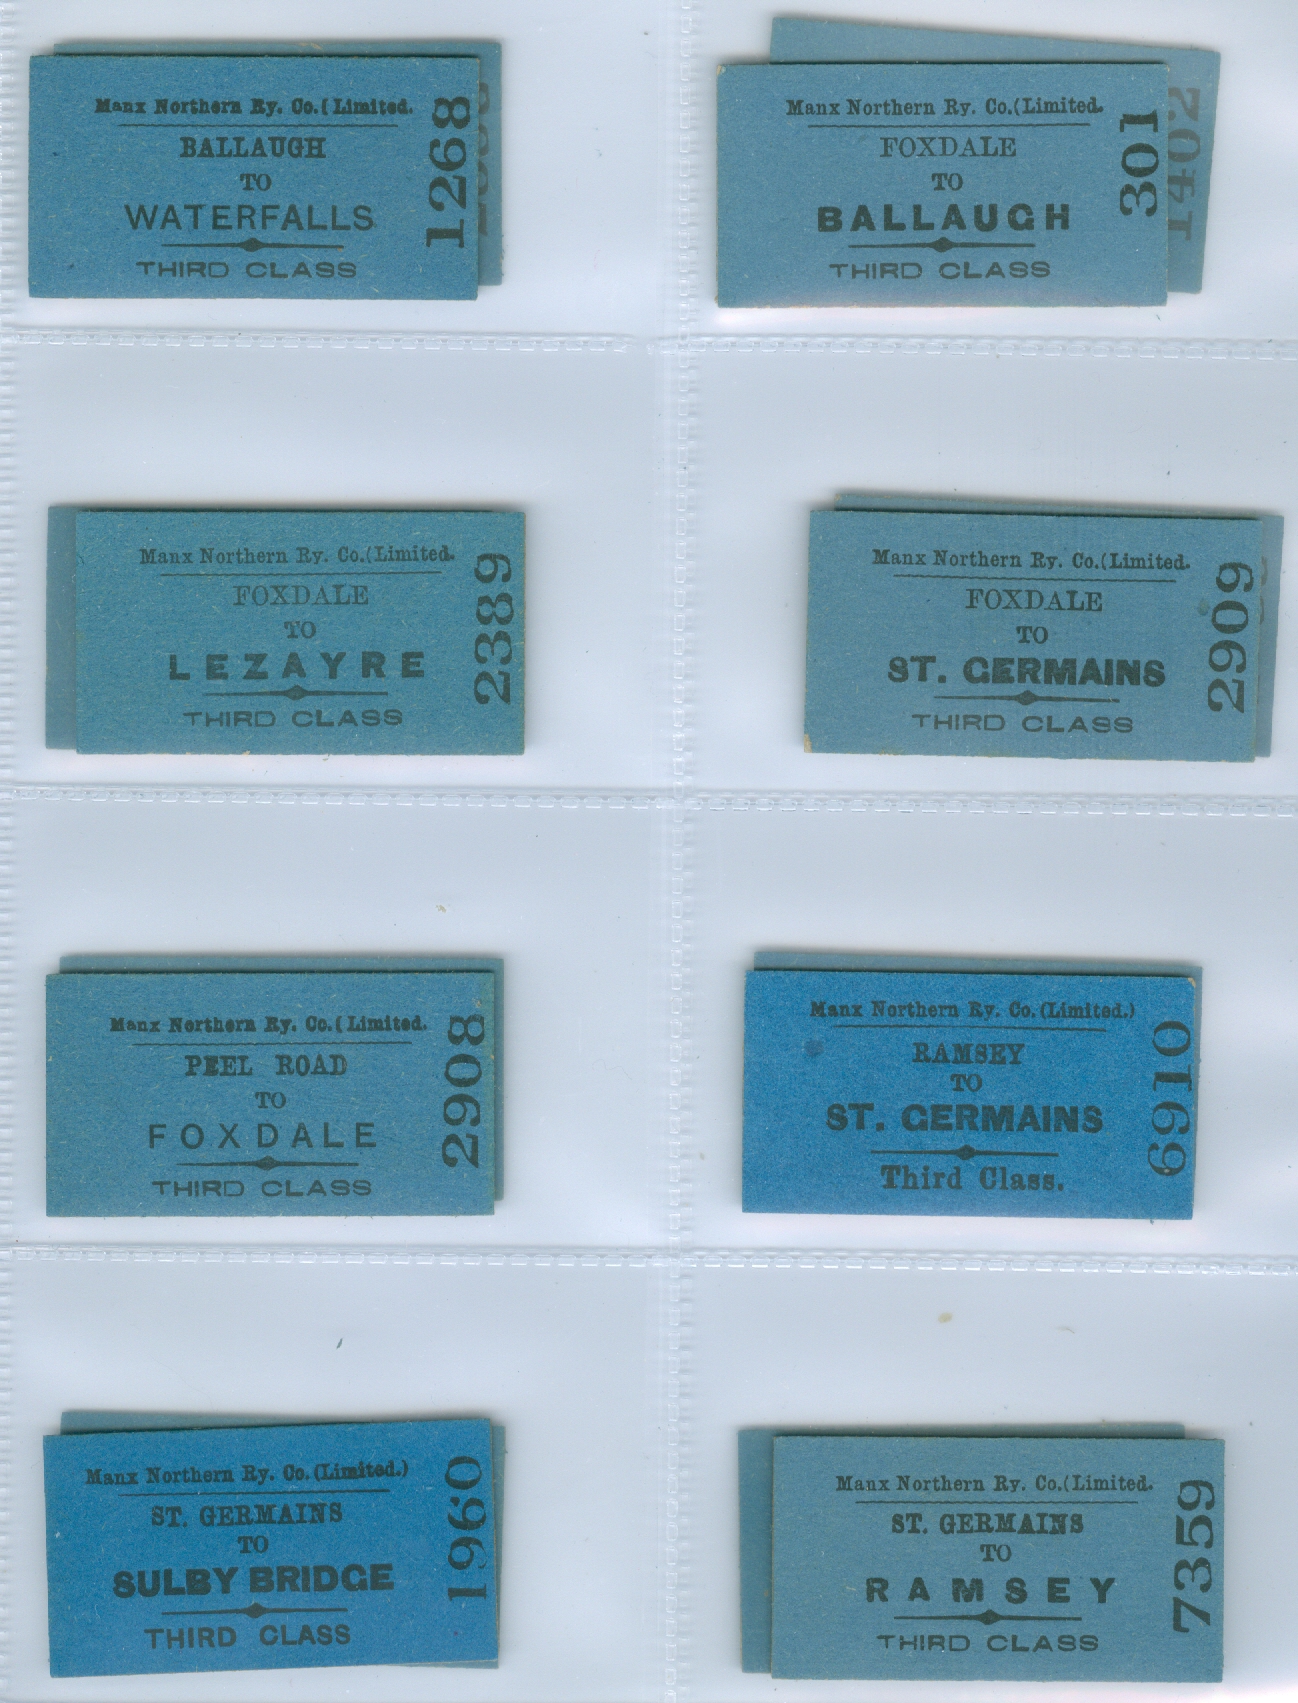 Manx Northern Ry. Co.(Limited.
BALLAUGH
TO
WATERFALLS
THIRD CLASS
1268
Manx Northern Ry. Co.(Limited.
FOXDALE
TO
BALLAUGH
THIRD CLASS
301
1402
Manx Northern Ry. Co.(Limited.
FOXDALE
TO
LEZAYRE
THIRD CLASS
2389
Manx Northern Ry. Co.(Limited.
FOXDALE
TO
ST. GERMAINS
THIRD CLASS
2909
Manx Northern Ry. Co.(Limited.
PEEL ROAD
TO
FOXDALE
THIRD CLASS
2908
Manx Northern Ry. Co.(Limited.)
RAMSEY
TO
ST. GERMAINS
Third Class.
6910
Manx Northern Ry. Co.(Limited.)
ST. GERMAINS
TO
SULBY BRIDGE
THIRD CLASS
1960
Manx Northern Ry. Co.(Limited.
ST. GERMAINS
TO
RAMSEY
THIRD CLASS
7359